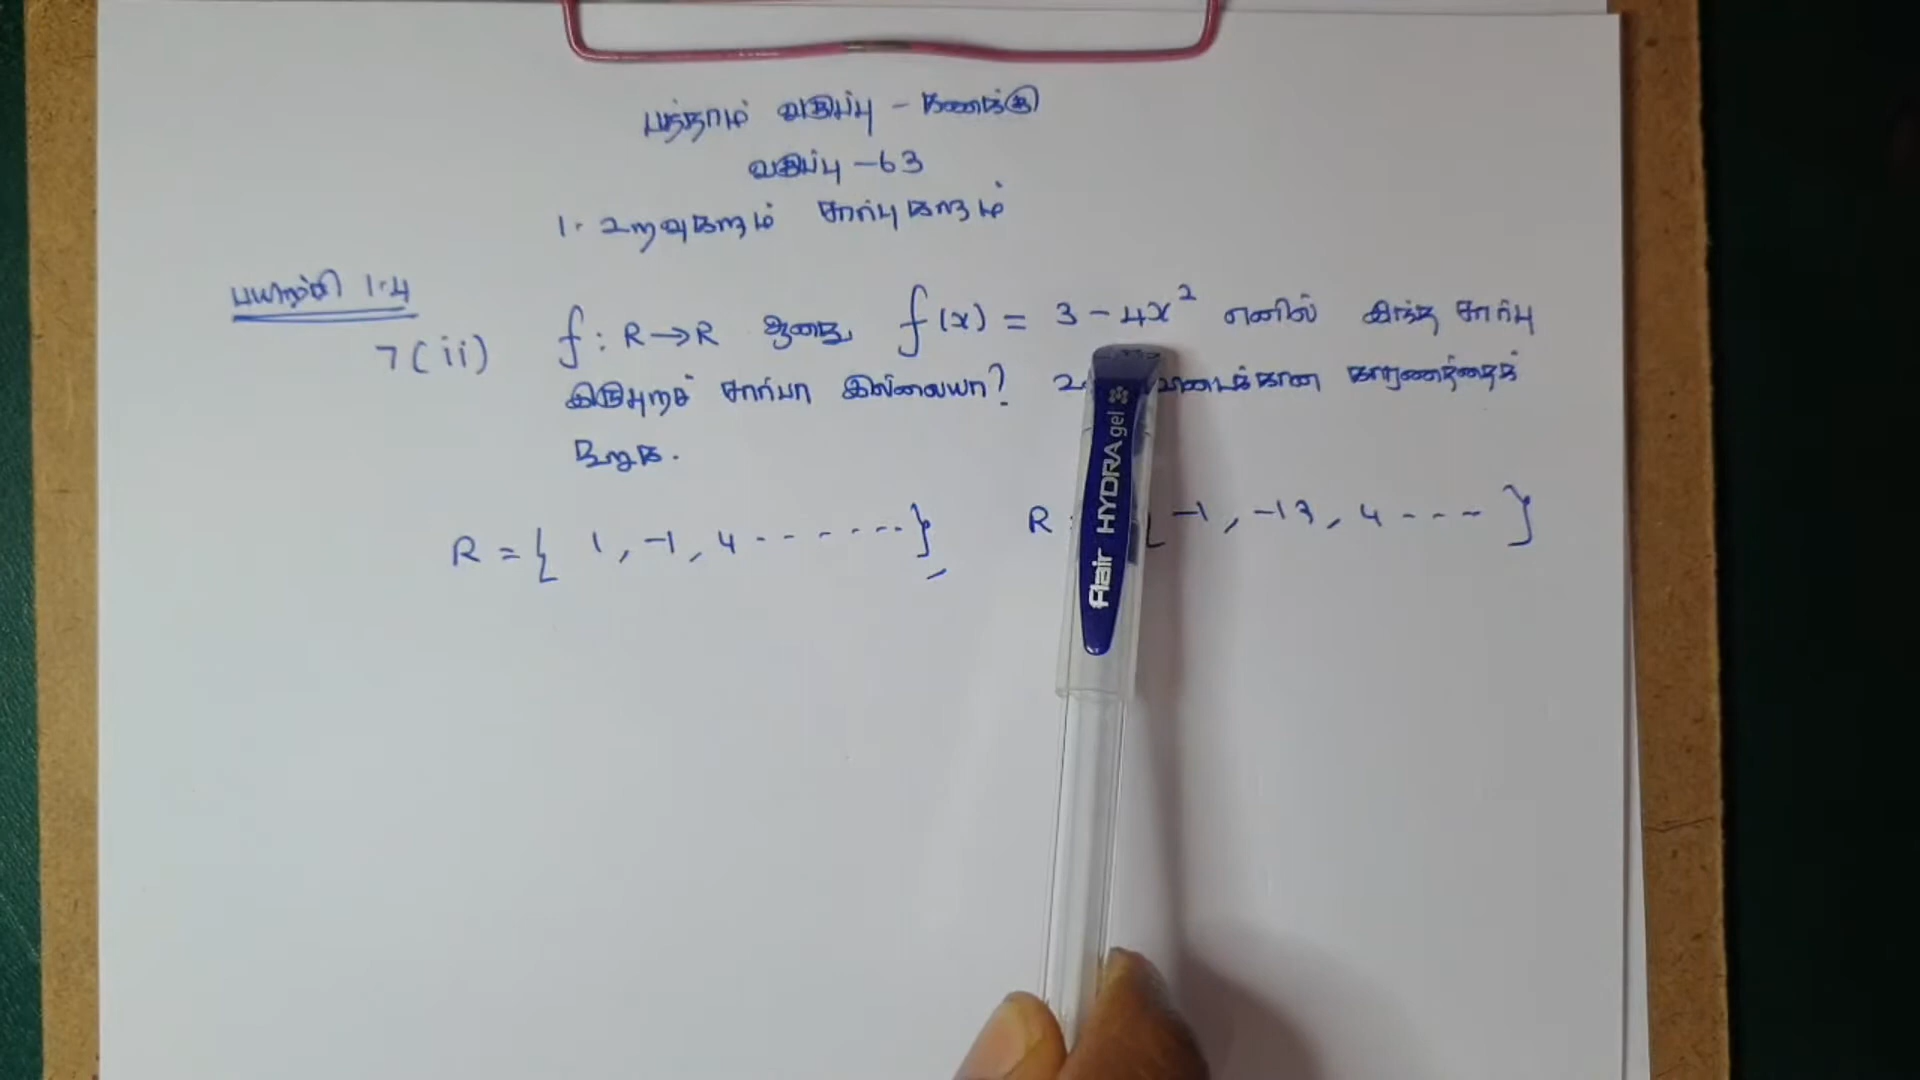 பத்தாம் வகுப்பு - கணக்கு
வகுப்பு - 63
1. உறவுகளும் சார்புகளும்
பயிற்சி 1.4
7(ii) f : R→R ஆனது f(x) = 3 - 4x² எனில் இந்த சார்பு
இருபுறச் சார்பா இல்லையா? காரணத்தைக்
கூறுக.
R = { 1, -1, 4 - - - - - - - }, R { -1, -13, 4 - - - }
Flair HYDRA gel